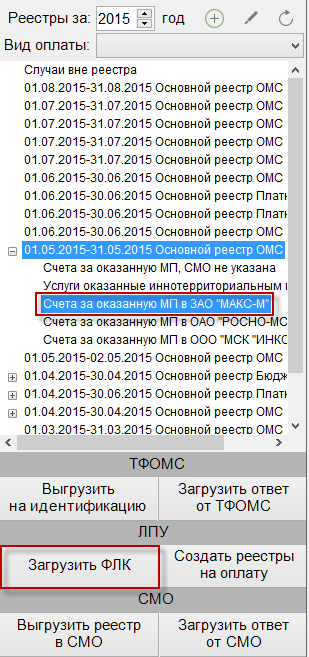 Реестры за: 2015 год
Вид оплаты:
Случаи вне реестра
01.08.2015-31.08.2015 Основной реестр ОМС
01.07.2015-31.07.2015 Основной реестр ОМС
01.07.2015-31.07.2015 Основной реестр ОМС
01.07.2015-31.07.2015 Основной реестр ОМС
01.06.2015-30.06.2015 Основной реестр ОМС
01.06.2015-30.06.2015 Основной реестр ОМС
01.06.2015-30.06.2015 Основной реестр Платн
01.06.2015-30.06.2015 Основной реестр Платн
01.06.2015-30.06.2015 Основной реестр ОМС
01.05.2015-31.05.2015 Основной реестр ОМС
Счета за оказанную МП, СМО не указана
Услуги оказанные иннотерриториальным
Счета за оказанную МП в ЗАО "МАКС-М"
Счета за оказанную МП в ОАО "РОСНО-МС
Счета за оказанную МП в ООО "МСК "ИНКО
01.05.2015-02.05.2015 Основной реестр ОМС
01.04.2015-30.04.2015 Основной реестр Бюдж
01.04.2015-30.04.2015 Основной реестр Платн
01.04.2015-30.04.2015 Основной реестр ОМС
01.03.2015-31.03.2015 Основной реестр ОМС
ТФОМС
Выгрузить
на идентификацию
Загрузить ответ
от ТФОМС
ЛПУ
Загрузить ФЛК
Создать реестры
на оплату
СМО
Выгрузить реестр
в СМО
Загрузить ответ
от СМО